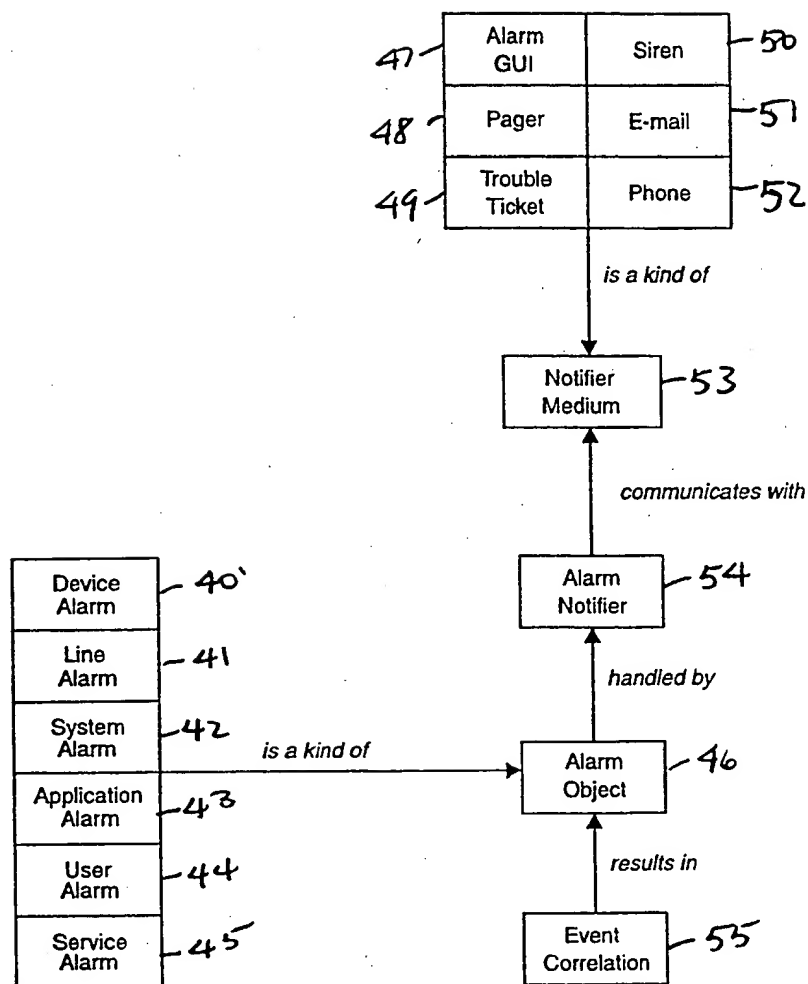 47
Alarm
GUI
Siren
50
48
Pager
E-mail
51
49
Trouble
Ticket
Phone
52
is a kind of
Notifier
Medium
53
communicates with
Device
Alarm
40'
Alarm
Notifier
54
Line
Alarm
41
handled by
System
Alarm
42
is a kind of
Alarm
Object
46
Application
Alarm
43
User
Alarm
44
results in
Service
Alarm
45
Event
Correlation
55